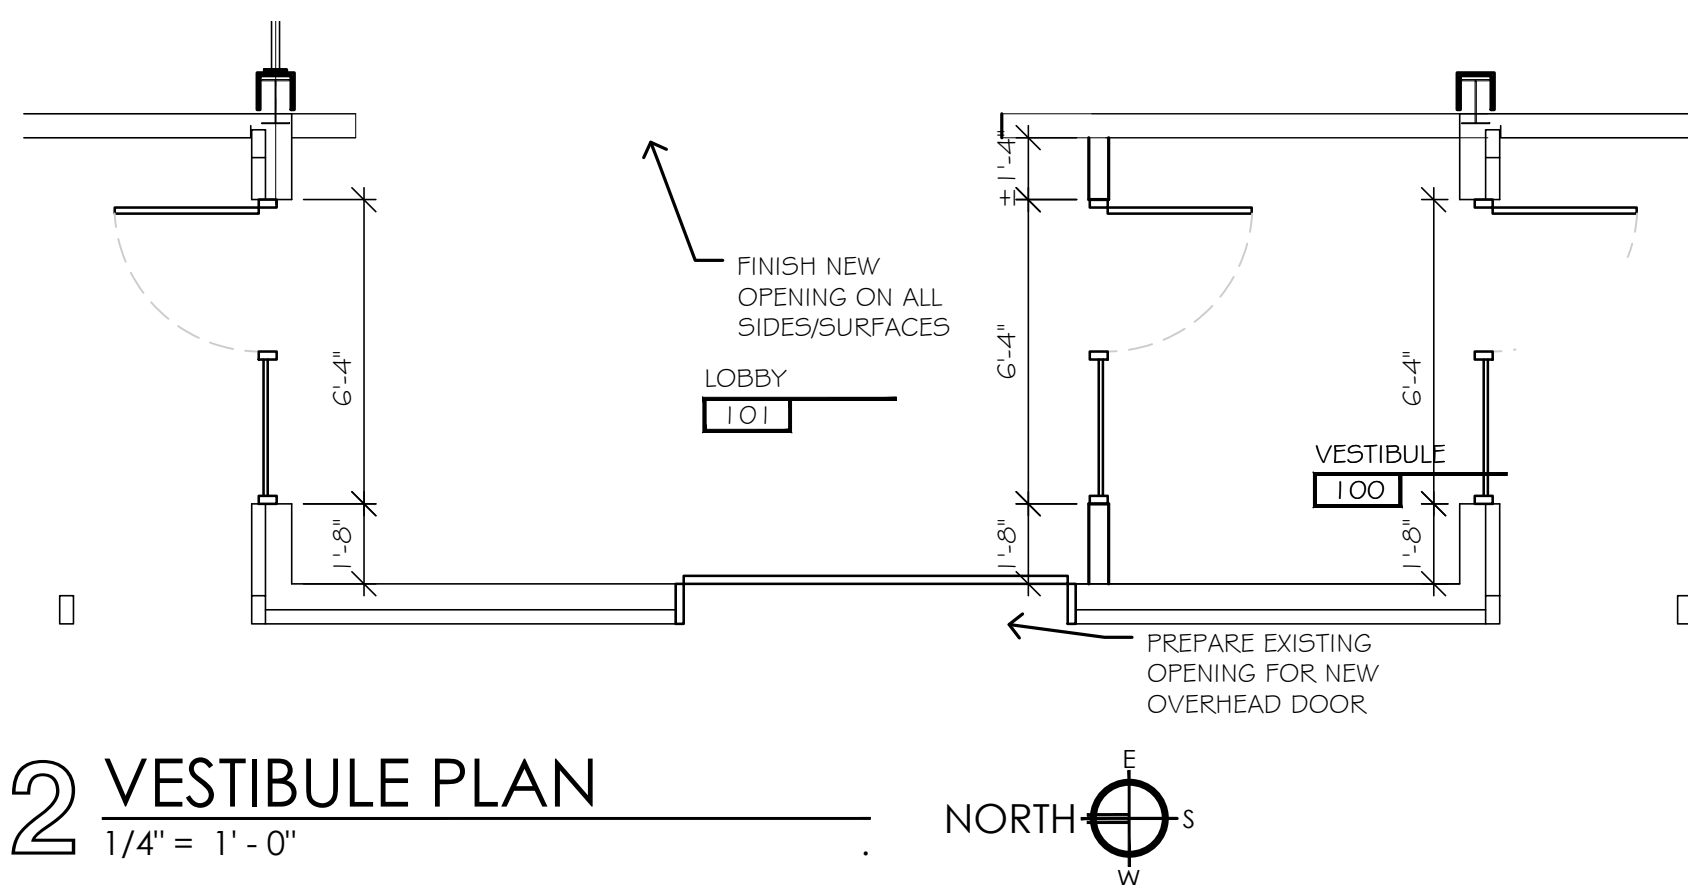 ±1'-4"
FINISH NEW
OPENING ON ALL
SIDES/SURFACES
6'-4"
6'-4"
6'-4"
LOBBY
101
VESTIBULE
100
1'-8"
1'-8"
1'-8"
PREPARE EXISTING
OPENING FOR NEW
OVERHEAD DOOR
2 VESTIBULE PLAN
1/4" = 1' - 0"
.
E
NORTH S
W